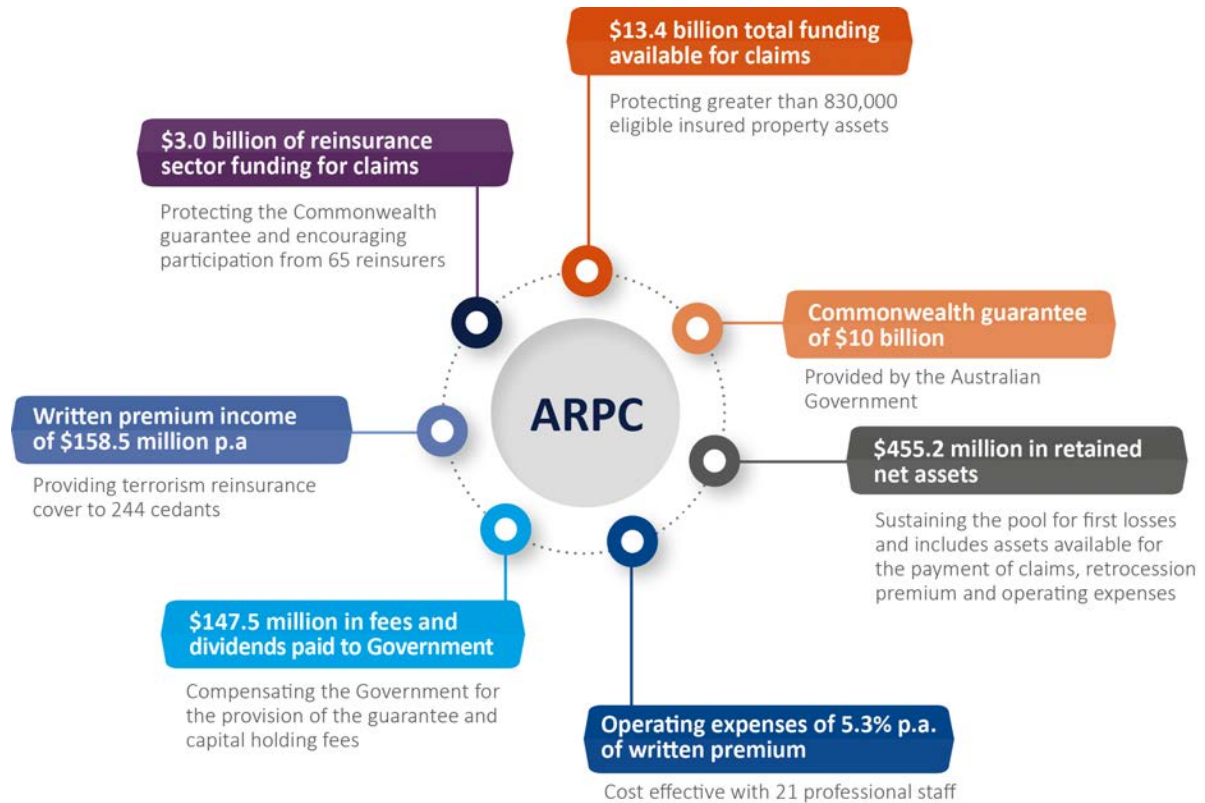 $13.4 billion total funding
available for claims
Protecting greater than 830,000
eligible insured property assets
$3.0 billion of reinsurance
sector funding for claims
Protecting the Commonwealth
guarantee and encouraging
participation from 65 reinsurers
Commonwealth guarantee
of $10 billion
Provided by the Australian
Government
ARPC
Written premium income
of $158.5 million p.a
Providing terrorism reinsurance
cover to 244 cedants
$455.2 million in retained
net assets
Sustaining the pool for first losses
and includes assets available for
the payment of claims, retrocession
premium and operating expenses
$147.5 million in fees and
dividends paid to Government
Compensating the Government for
the provision of the guarantee and
capital holding fees
Operating expenses of 5.3% p.a.
of written premium
Cost effective with 21 professional staff